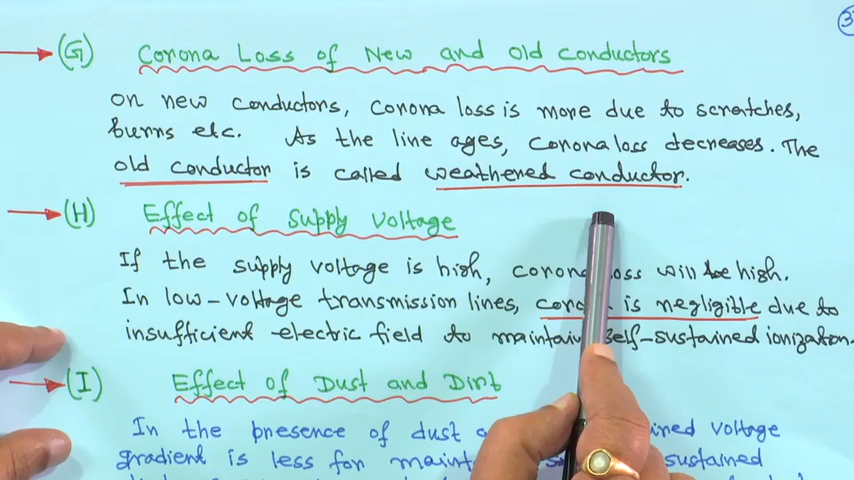 (G) Corona Loss of New and Old Conductors
On new conductors, corona loss is more due to scratches,
burns etc. As the line ages, corona loss decreases. The
old conductor is called weathered conductor.
(H) Effect of Supply Voltage
If the supply voltage is high, corona loss will be high.
In low-voltage transmission lines, corona is negligible due to
insufficient electric field to maintain self-sustained ionization.
(I) Effect of Dust and Dirt
In the presence of dust voltage
gradient is less for sustained